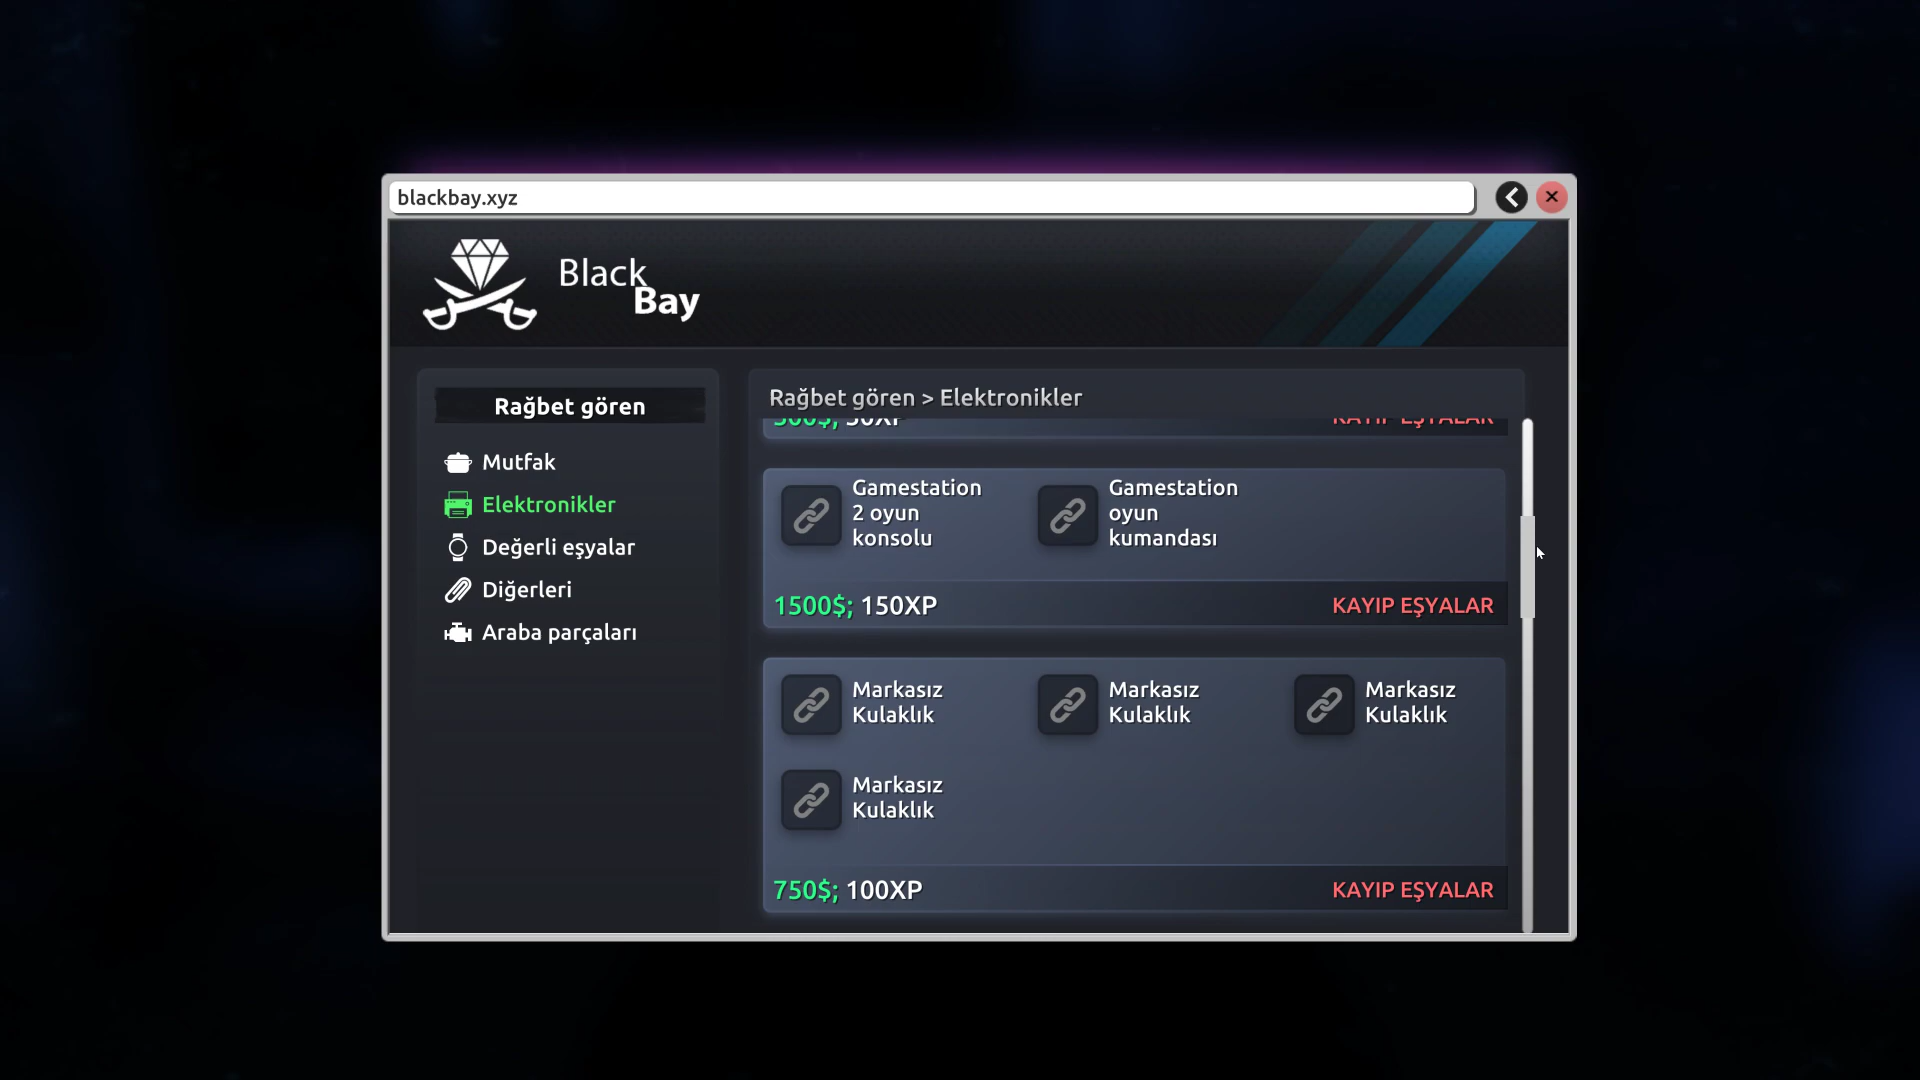 blackbay.xyz
Black
Bay
Rağbet gören
Mutfak
Elektronikler
Değerli eşyalar
Diğerleri
Araba parçaları
Rağbet gören > Elektronikler
KAYIP EŞYALAR
Gamestation
2 oyun
konsolu
Gamestation
oyun
kumandası
1500$; 150XP
KAYIP EŞYALAR
Markasız
Kulaklık
Markasız
Kulaklık
Markasız
Kulaklık
Markasız
Kulaklık
750$; 100XP
KAYIP EŞYALAR